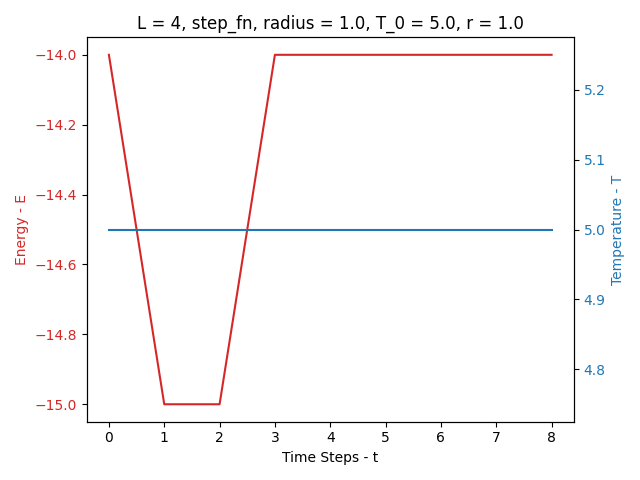 L = 4, step_fn, radius = 1.0, T_0 = 5.0, r = 1.0
−14.0
−14.2
−14.4
−14.6
−14.8
−15.0
Energy - E
5.2
5.1
5.0
4.9
4.8
Temperature - T
0 1 2 3 4 5 6 7 8
Time Steps - t